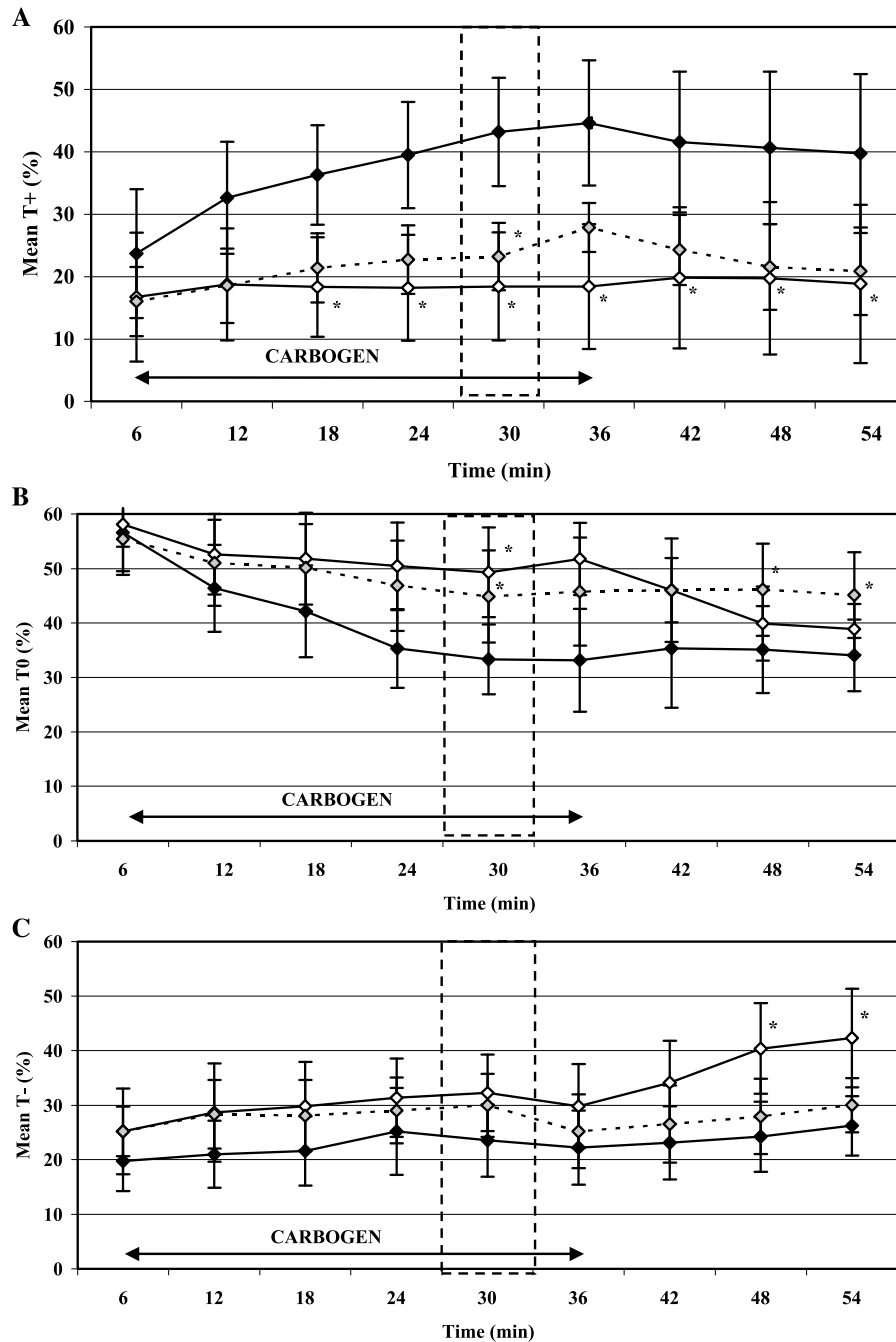 A
60
50
40
30
20
10
0
Mean T+ (%)
*
* * * * * * *
CARBOGEN
6 12 18 24 30 36 42 48 54
Time (min)
B
60
50
40
30
20
10
0
Mean T0 (%)
*
* * *
CARBOGEN
6 12 18 24 30 36 42 48 54
Time (min)
C
60
50
40
30
20
10
0
Mean T- (%)
* *
CARBOGEN
6 12 18 24 30 36 42 48 54
Time (min)